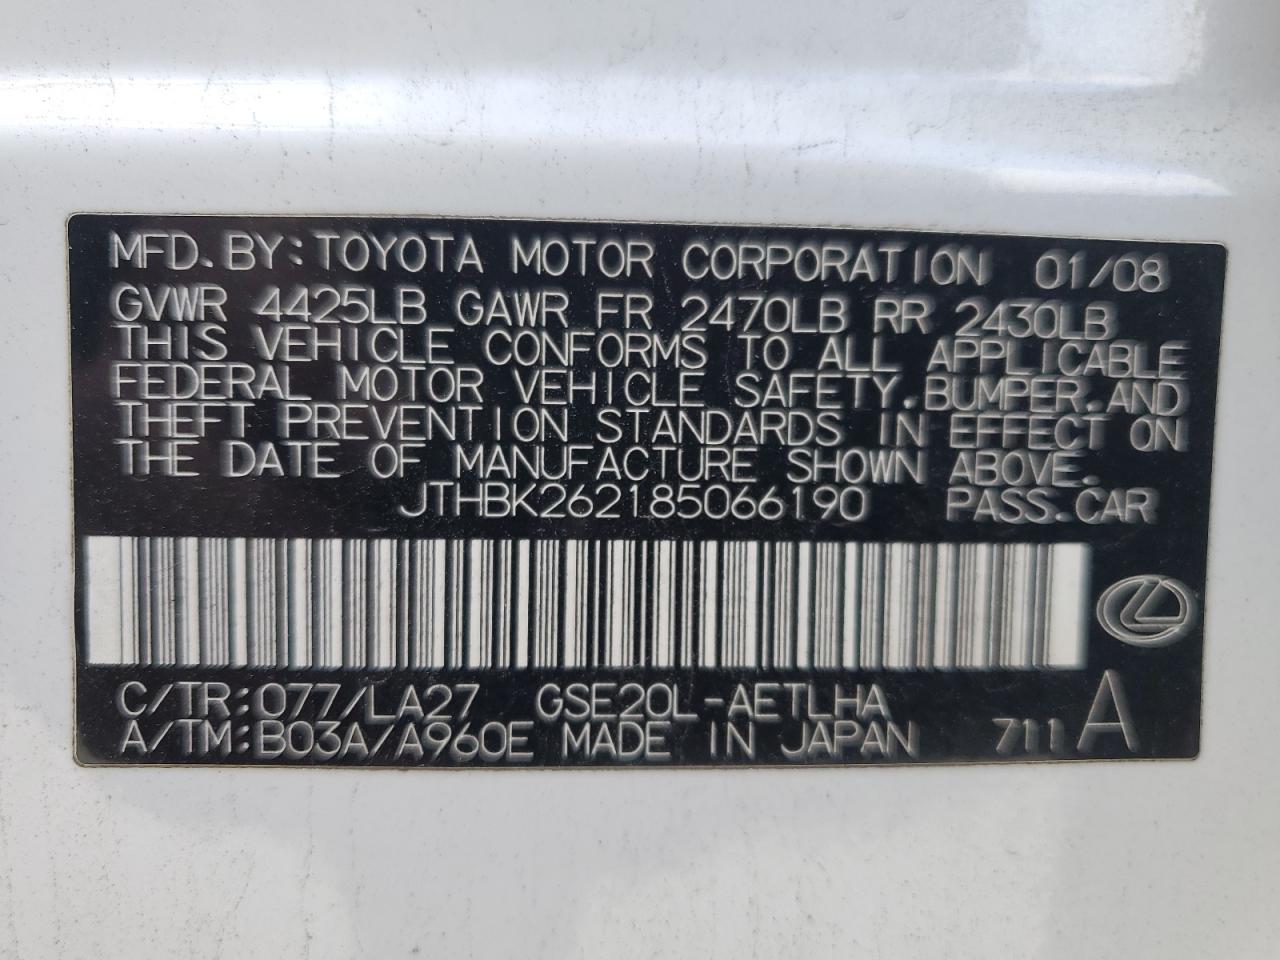 MFD. BY: TOYOTA MOTOR CORPORATION 01/08
GVWR 4425LB GAWR FR 2470LB RR 2430LB
THIS VEHICLE CONFORMS TO ALL APPLICABLE
FEDERAL MOTOR VEHICLE SAFETY, BUMPER, AND
THEFT PREVENTION STANDARDS IN EFFECT ON
THE DATE OF MANUFACTURE SHOWN ABOVE.
JTHBK262185066190 PASS. CAR
C/TR: 077/LA27 GSE20L-AETLHA
A/TM: B03A/A960E MADE IN JAPAN 711 A